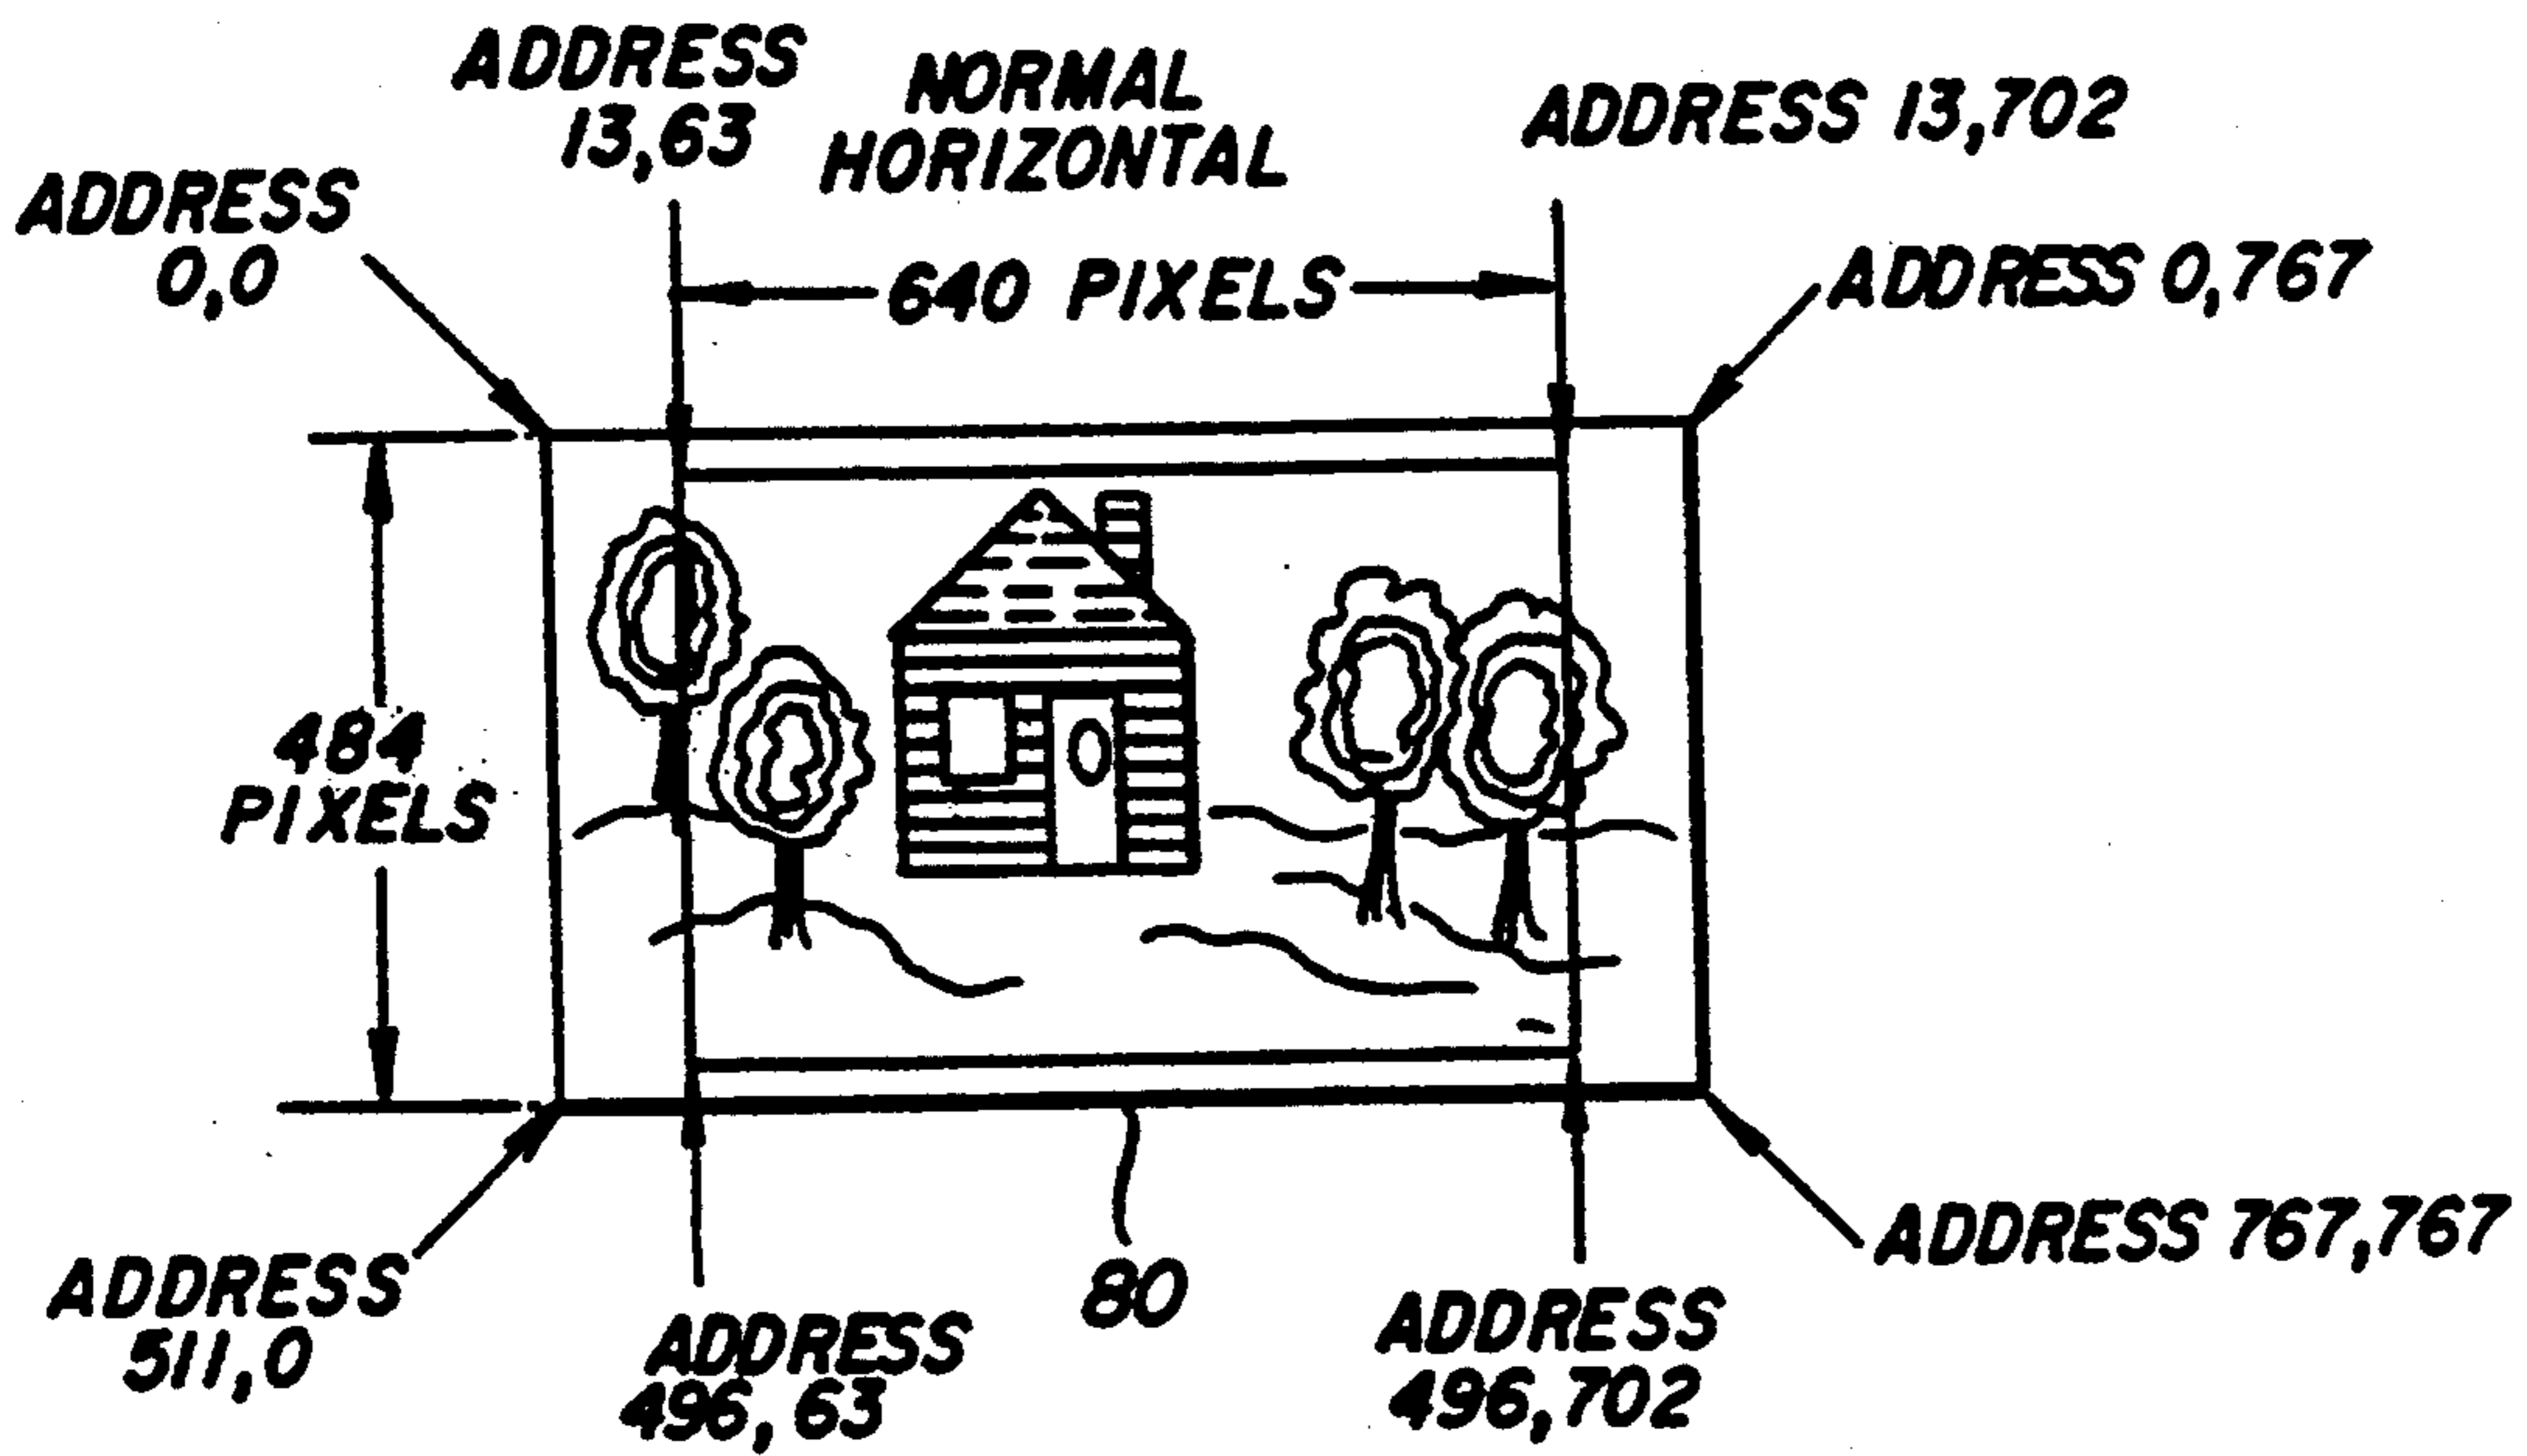 ADDRESS
13,63
NORMAL
HORIZONTAL
ADDRESS 13,702
ADDRESS
0,0
640 PIXELS
ADDRESS 0,767
484
PIXELS
ADDRESS
511,0
ADDRESS
496,63
80
ADDRESS
496,702
ADDRESS 767,767